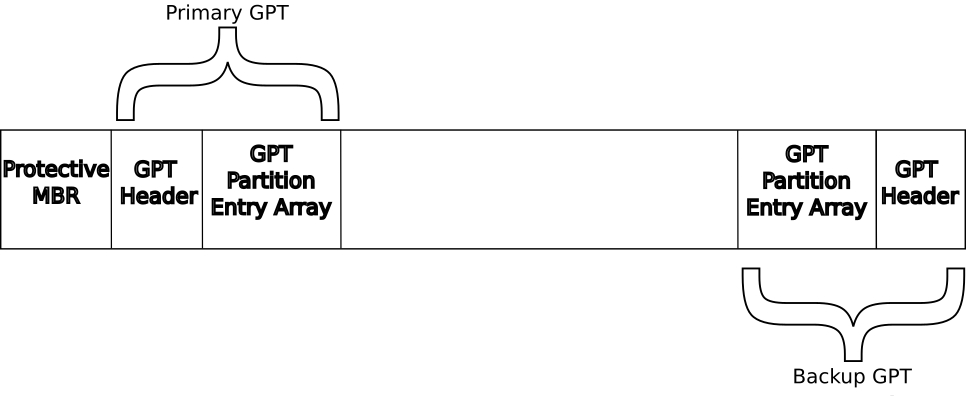 Primary GPT
Protective
MBR
GPT
Header
GPT
Partition
Entry Array
GPT
Partition
Entry Array
GPT
Header
Backup GPT